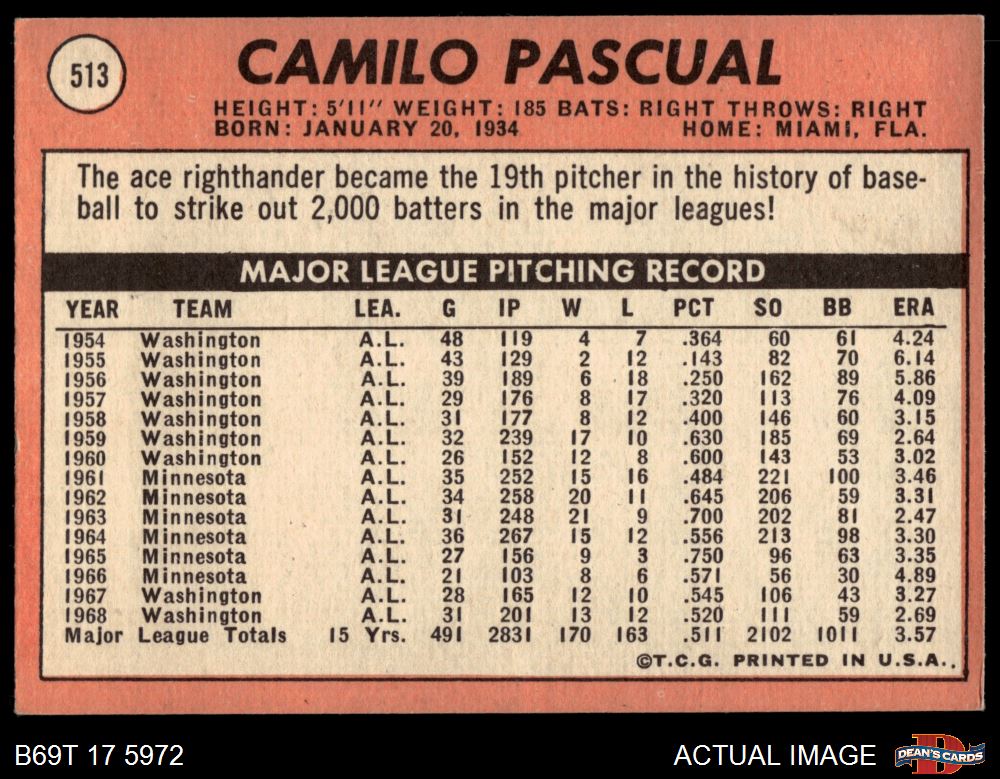 513
CAMILO PASCUAL
HEIGHT: 5'11" WEIGHT: 185 BATS: RIGHT THROWS: RIGHT
BORN: JANUARY 20, 1934 HOME: MIAMI, FLA.
The ace righthander became the 19th pitcher in the history of base-
ball to strike out 2,000 batters in the major leagues!
MAJOR LEAGUE PITCHING RECORD
YEAR TEAM LEA. G IP W L PCT SO BB ERA
1954 Washington A.L. 48 119 4 7 .364 60 61 4.24
1955 Washington A.L. 43 129 2 12 .143 82 70 6.14
1956 Washington A.L. 39 189 6 18 .250 162 89 5.86
1957 Washington A.L. 29 176 8 17 .320 113 76 4.09
1958 Washington A.L. 31 177 8 12 .400 146 60 3.15
1959 Washington A.L. 32 239 17 10 .630 185 69 2.64
1960 Washington A.L. 26 152 12 8 .600 143 53 3.02
1961 Minnesota A.L. 35 252 15 16 .484 221 100 3.46
1962 Minnesota A.L. 34 258 20 11 .645 206 59 3.31
1963 Minnesota A.L. 31 248 21 9 .700 202 81 2.47
1964 Minnesota A.L. 36 267 15 12 .556 213 98 3.30
1965 Minnesota A.L. 27 156 9 3 .750 96 63 3.35
1966 Minnesota A.L. 21 103 8 6 .571 56 30 4.89
1967 Washington A.L. 28 165 12 10 .545 106 43 3.27
1968 Washington A.L. 31 201 13 12 .520 111 59 2.69
Major League Totals 15 Yrs. 491 2831 170 163 .511 2102 1011 3.57
©T.C.G. PRINTED IN U.S.A.
B69T 17 5972 ACTUAL IMAGE D DEAN'S CARDS